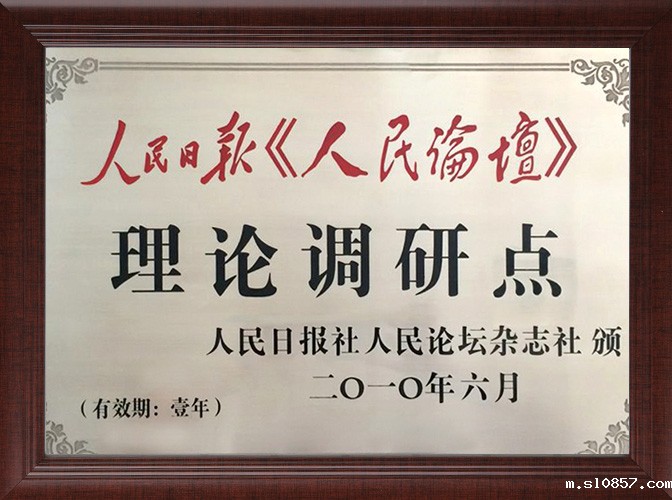 人民日报《人民論壇》
理论调研点
人民日报社人民论坛杂志社 颁
二〇一〇年六月
（有效期：壹年）
m.sl0857.com